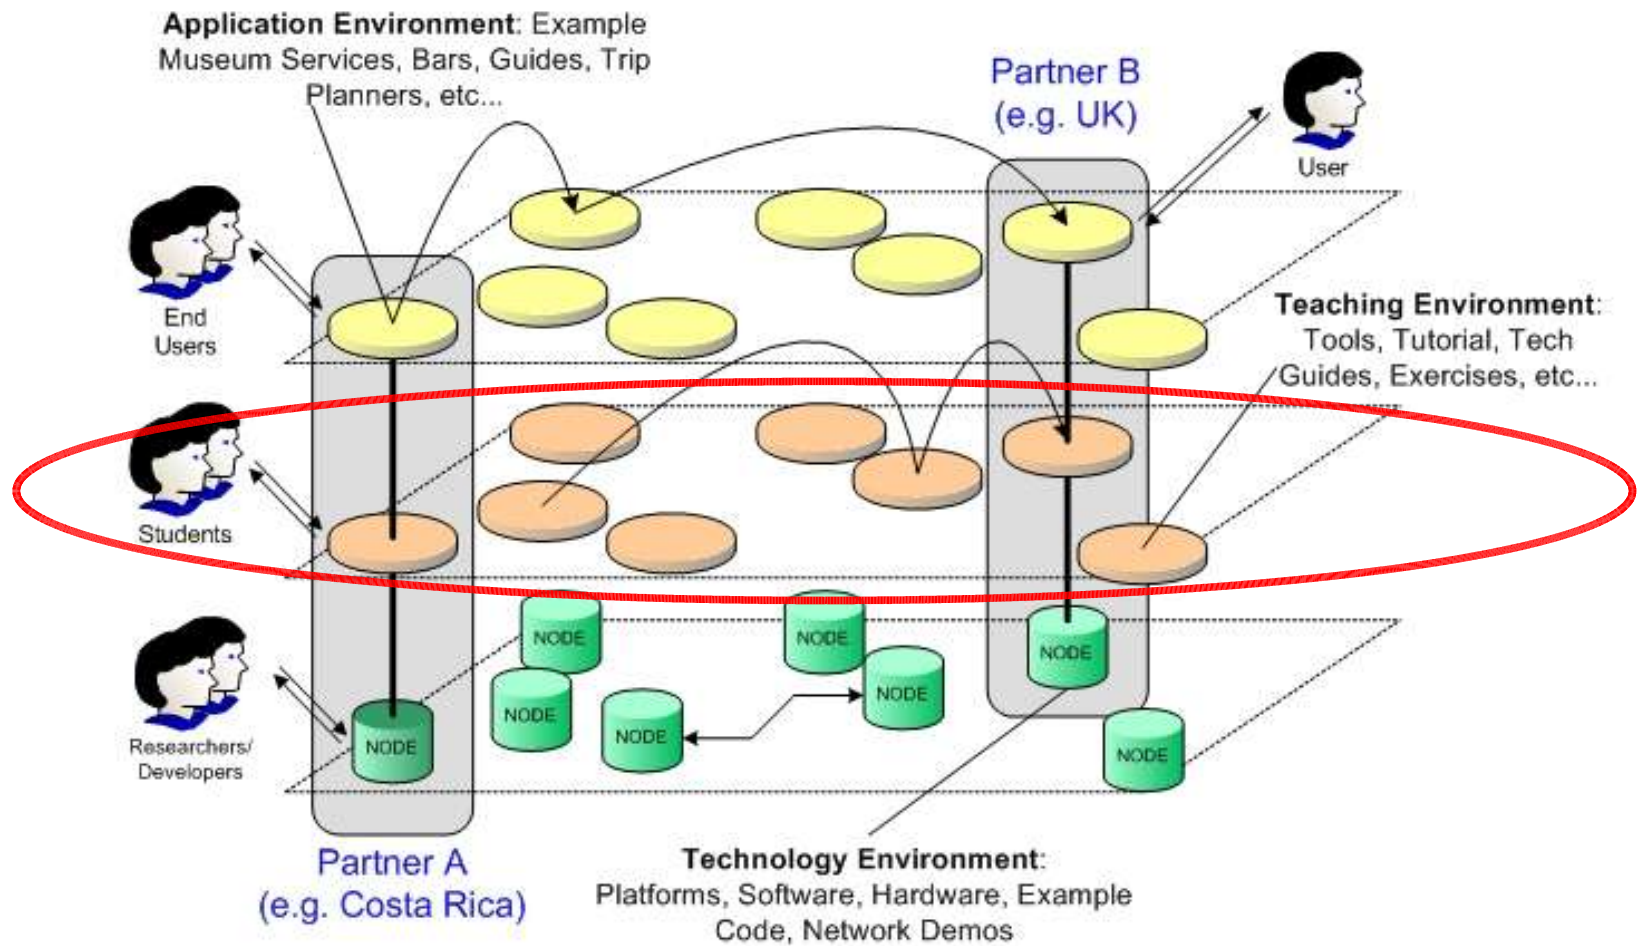 Application Environment: Example
Museum Services, Bars, Guides, Trip
Planners, etc...
Partner B
(e.g. UK)
User
End
Users
Teaching Environment:
Tools, Tutorial, Tech
Guides, Exercises, etc...
Students
NODE
NODE
NODE
NODE
NODE
NODE
NODE
NODE
Researchers/
Developers
Partner A
(e.g. Costa Rica)
Technology Environment:
Platforms, Software, Hardware, Example
Code, Network Demos